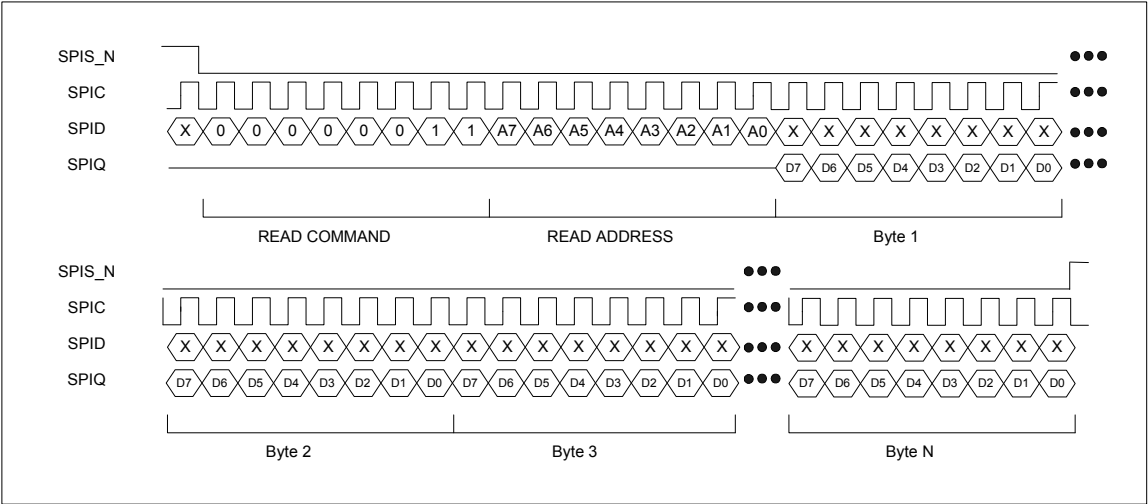 SPIS_N
SPIC
SPID X 0 0 0 0 0 0 1 1 A7 A6 A5 A4 A3 A2 A1 A0 X X X X X X X X
SPIQ D7 D6 D5 D4 D3 D2 D1 D0
READ COMMAND READ ADDRESS Byte 1
SPIS_N
SPIC
SPID X X X X X X X X X X X X X X X X X X X X X X X X
SPIQ D7 D6 D5 D4 D3 D2 D1 D0 D7 D6 D5 D4 D3 D2 D1 D0 D7 D6 D5 D4 D3 D2 D1 D0
Byte 2 Byte 3 Byte N